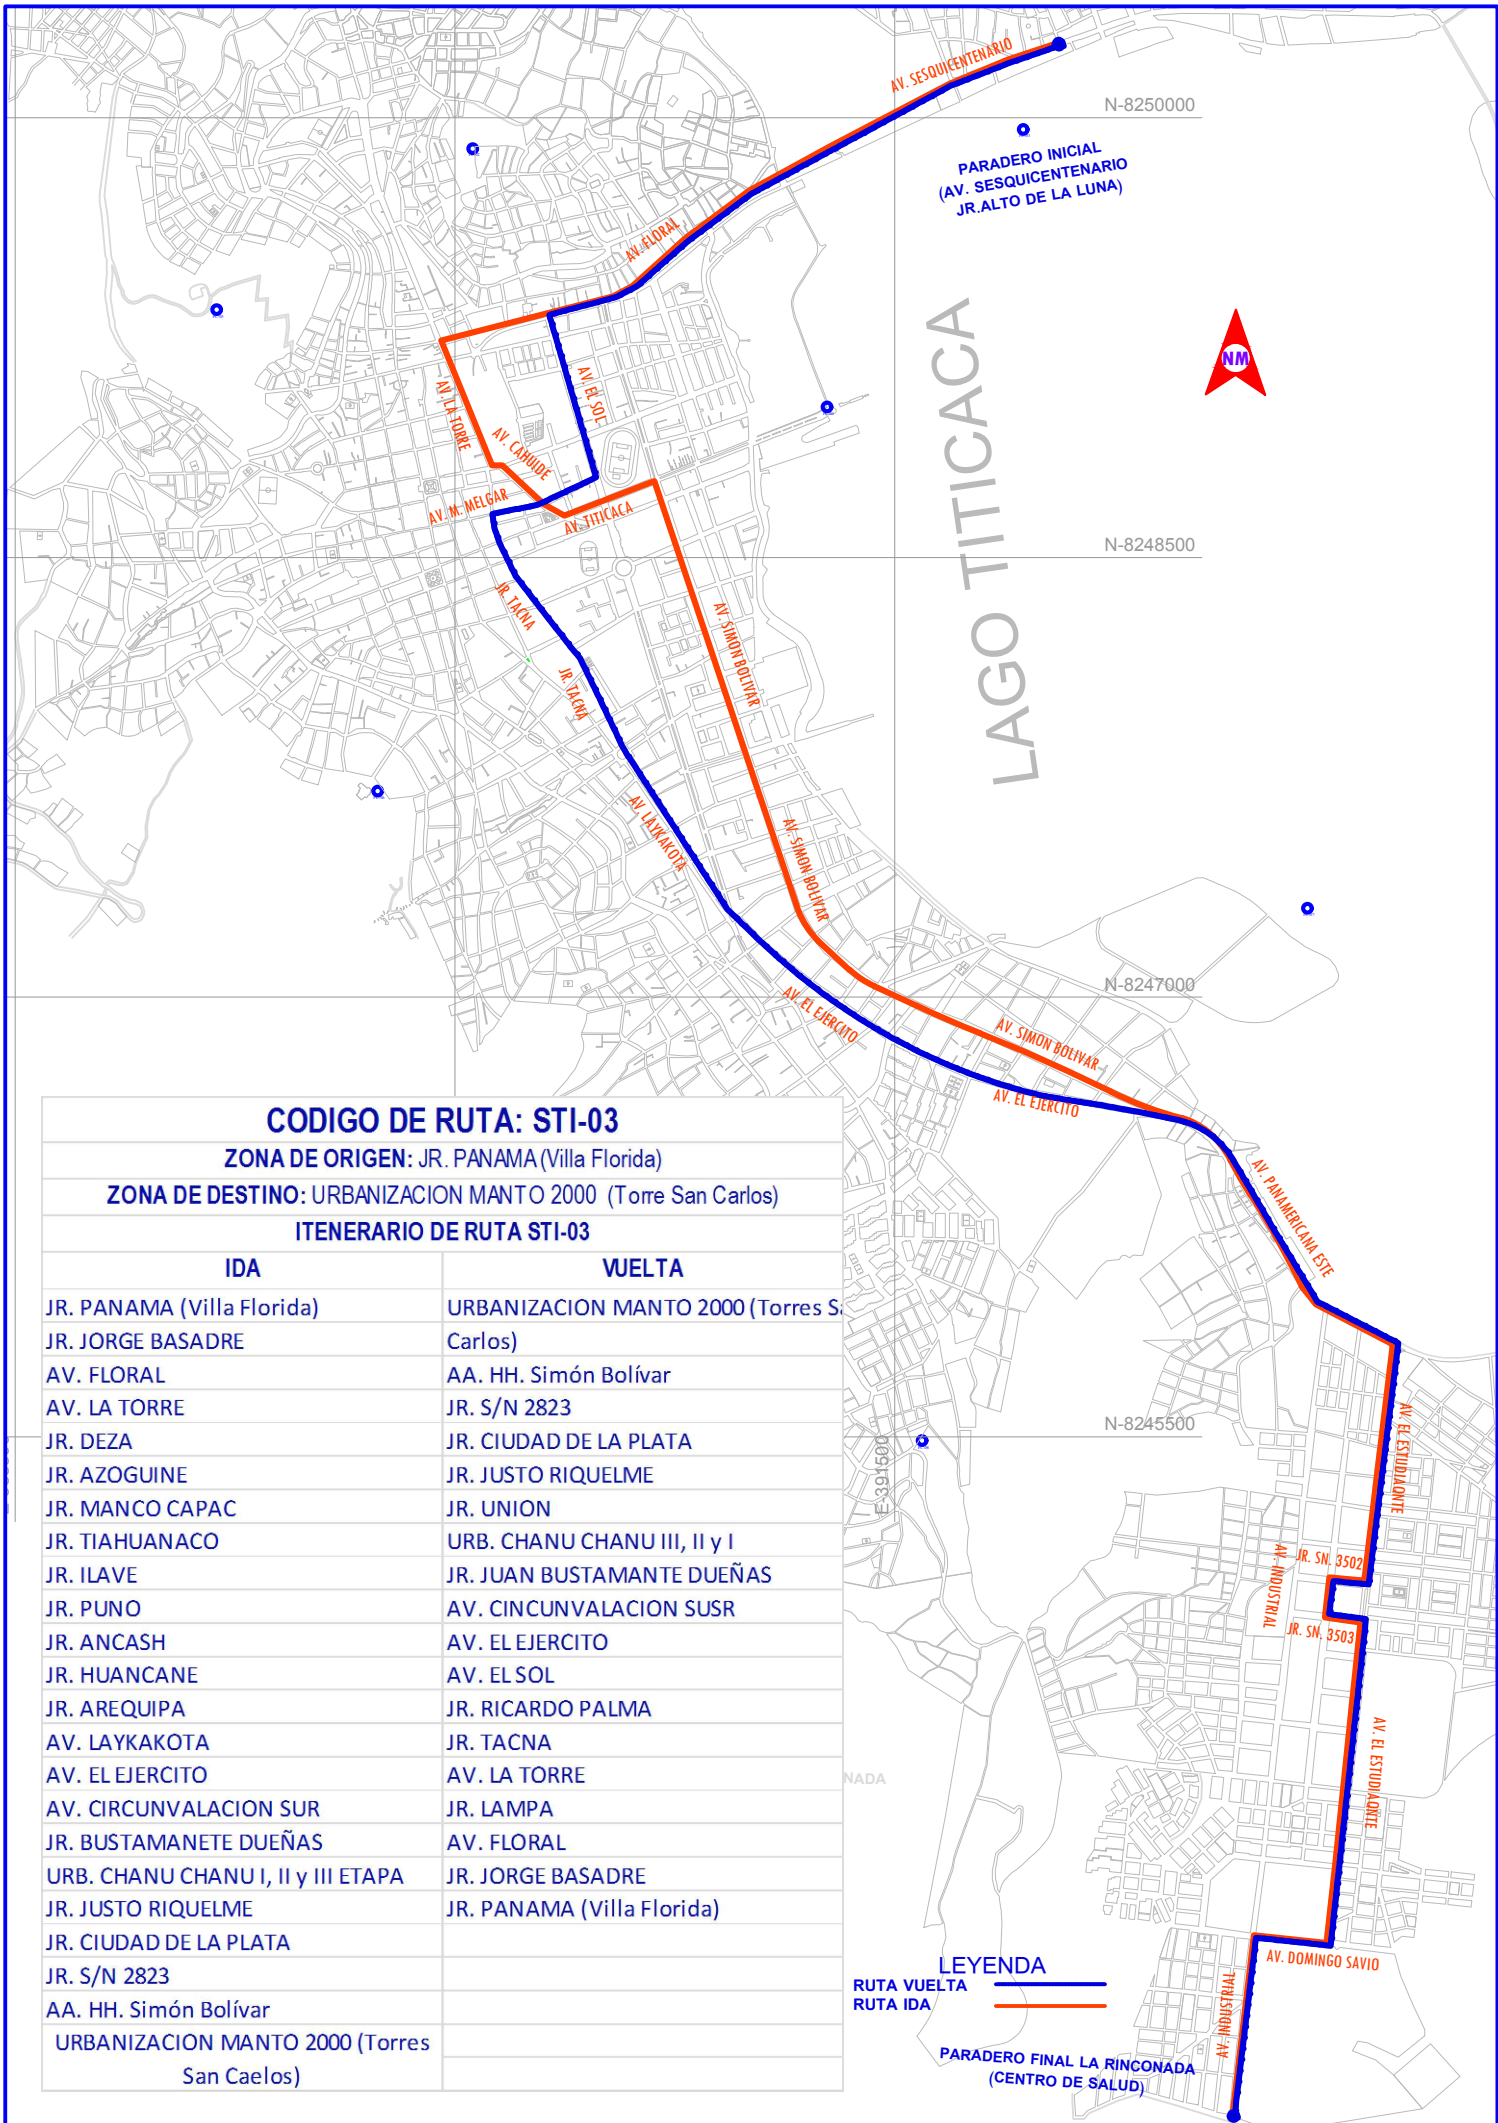 AV. SESQUICENTENARIO
N-8250000
PARADERO INICIAL
(AV. SESQUICENTENARIO
JR.ALTO DE LA LUNA)
AV. FLORAL
LAGO TITICACA
NM
AV. EL SOL
AV. LA TORRE
AV. CAHUIDE
AV. M. MELGAR
AV. TITICACA
N-8248500
JR. TACNA
AV. SIMON BOLIVAR
JR. TACNA
AV. LAYKAKOTA
AV. SIMON BOLIVAR
N-8247000
AV. EL EJERCITO
AV. SIMON BOLIVAR
AV. EL EJERCITO
AV. PANAMERICANA ESTE
CODIGO DE RUTA: STI-03
ZONA DE ORIGEN: JR. PANAMA (Villa Florida)
ZONA DE DESTINO: URBANIZACION MANTO 2000 (Torre San Carlos)
ITENERARIO DE RUTA STI-03
IDA VUELTA
JR. PANAMA (Villa Florida) URBANIZACION MANTO 2000 (Torres Sa
JR. JORGE BASADRE Carlos)
AV. FLORAL AA. HH. Simón Bolívar
AV. LA TORRE JR. S/N 2823
JR. DEZA JR. CIUDAD DE LA PLATA
JR. AZOGUINE JR. JUSTO RIQUELME
JR. MANCO CAPAC JR. UNION
JR. TIAHUANACO URB. CHANU CHANU III, II y I
JR. ILAVE JR. JUAN BUSTAMANTE DUEÑAS
JR. PUNO AV. CINCUNVALACION SUSR
JR. ANCASH AV. EL EJERCITO
JR. HUANCANE AV. EL SOL
JR. AREQUIPA JR. RICARDO PALMA
AV. LAYKAKOTA JR. TACNA
AV. EL EJERCITO AV. LA TORRE
AV. CIRCUNVALACION SUR JR. LAMPA
JR. BUSTAMANETE DUEÑAS AV. FLORAL
URB. CHANU CHANU I, II y III ETAPA JR. JORGE BASADRE
JR. JUSTO RIQUELME JR. PANAMA (Villa Florida)
JR. CIUDAD DE LA PLATA
JR. S/N 2823
AA. HH. Simón Bolívar
URBANIZACION MANTO 2000 (Torres
San Caelos)
N-8245500
E-391500
AV. EL ESTUDIAQNTE
JR. SN. 3502
AV. INDUSTRIAL
JR. SN. 3503
AV. EL ESTUDIAQNTE
NADA
AV. DOMINGO SAVIO
AV. INDUSTRIAL
LEYENDA
RUTA VUELTA
RUTA IDA
PARADERO FINAL LA RINCONADA
(CENTRO DE SALUD)